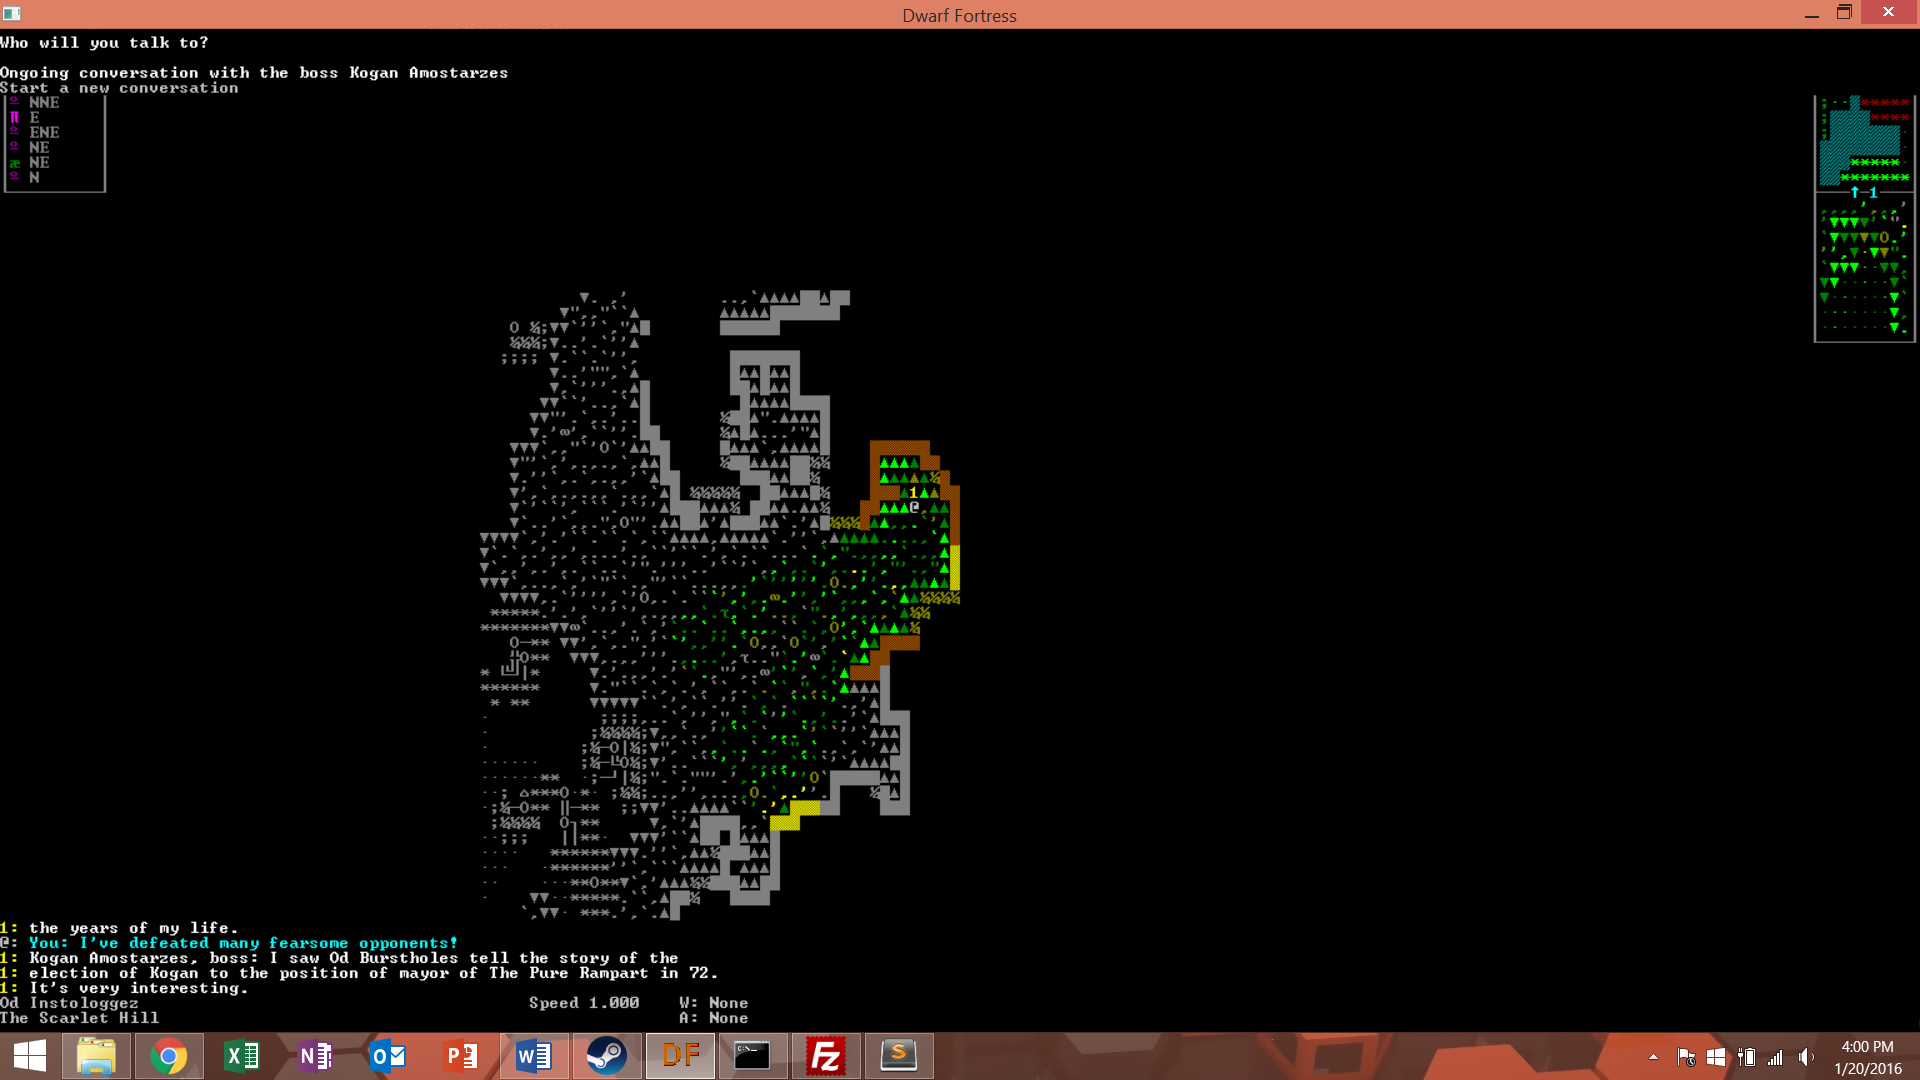 Dwarf Fortress
Who will you talk to?
Ongoing conversation with the boss Kogan Amostarzes
Start a new conversation
NNE
E
ENE
NE
NE
N
1
1: the years of my life.
@: You: I've defeated many fearsome opponents!
1: Kogan Amostarzes, boss: I saw Od Burstholes tell the story of the
1: election of Kogan to the position of mayor of The Pure Rampart in 72.
1: It's very interesting.
Od Instologgez Speed 1.000 W: None
The Scarlet Hill A: None
DF
4:00 PM
1/20/2016